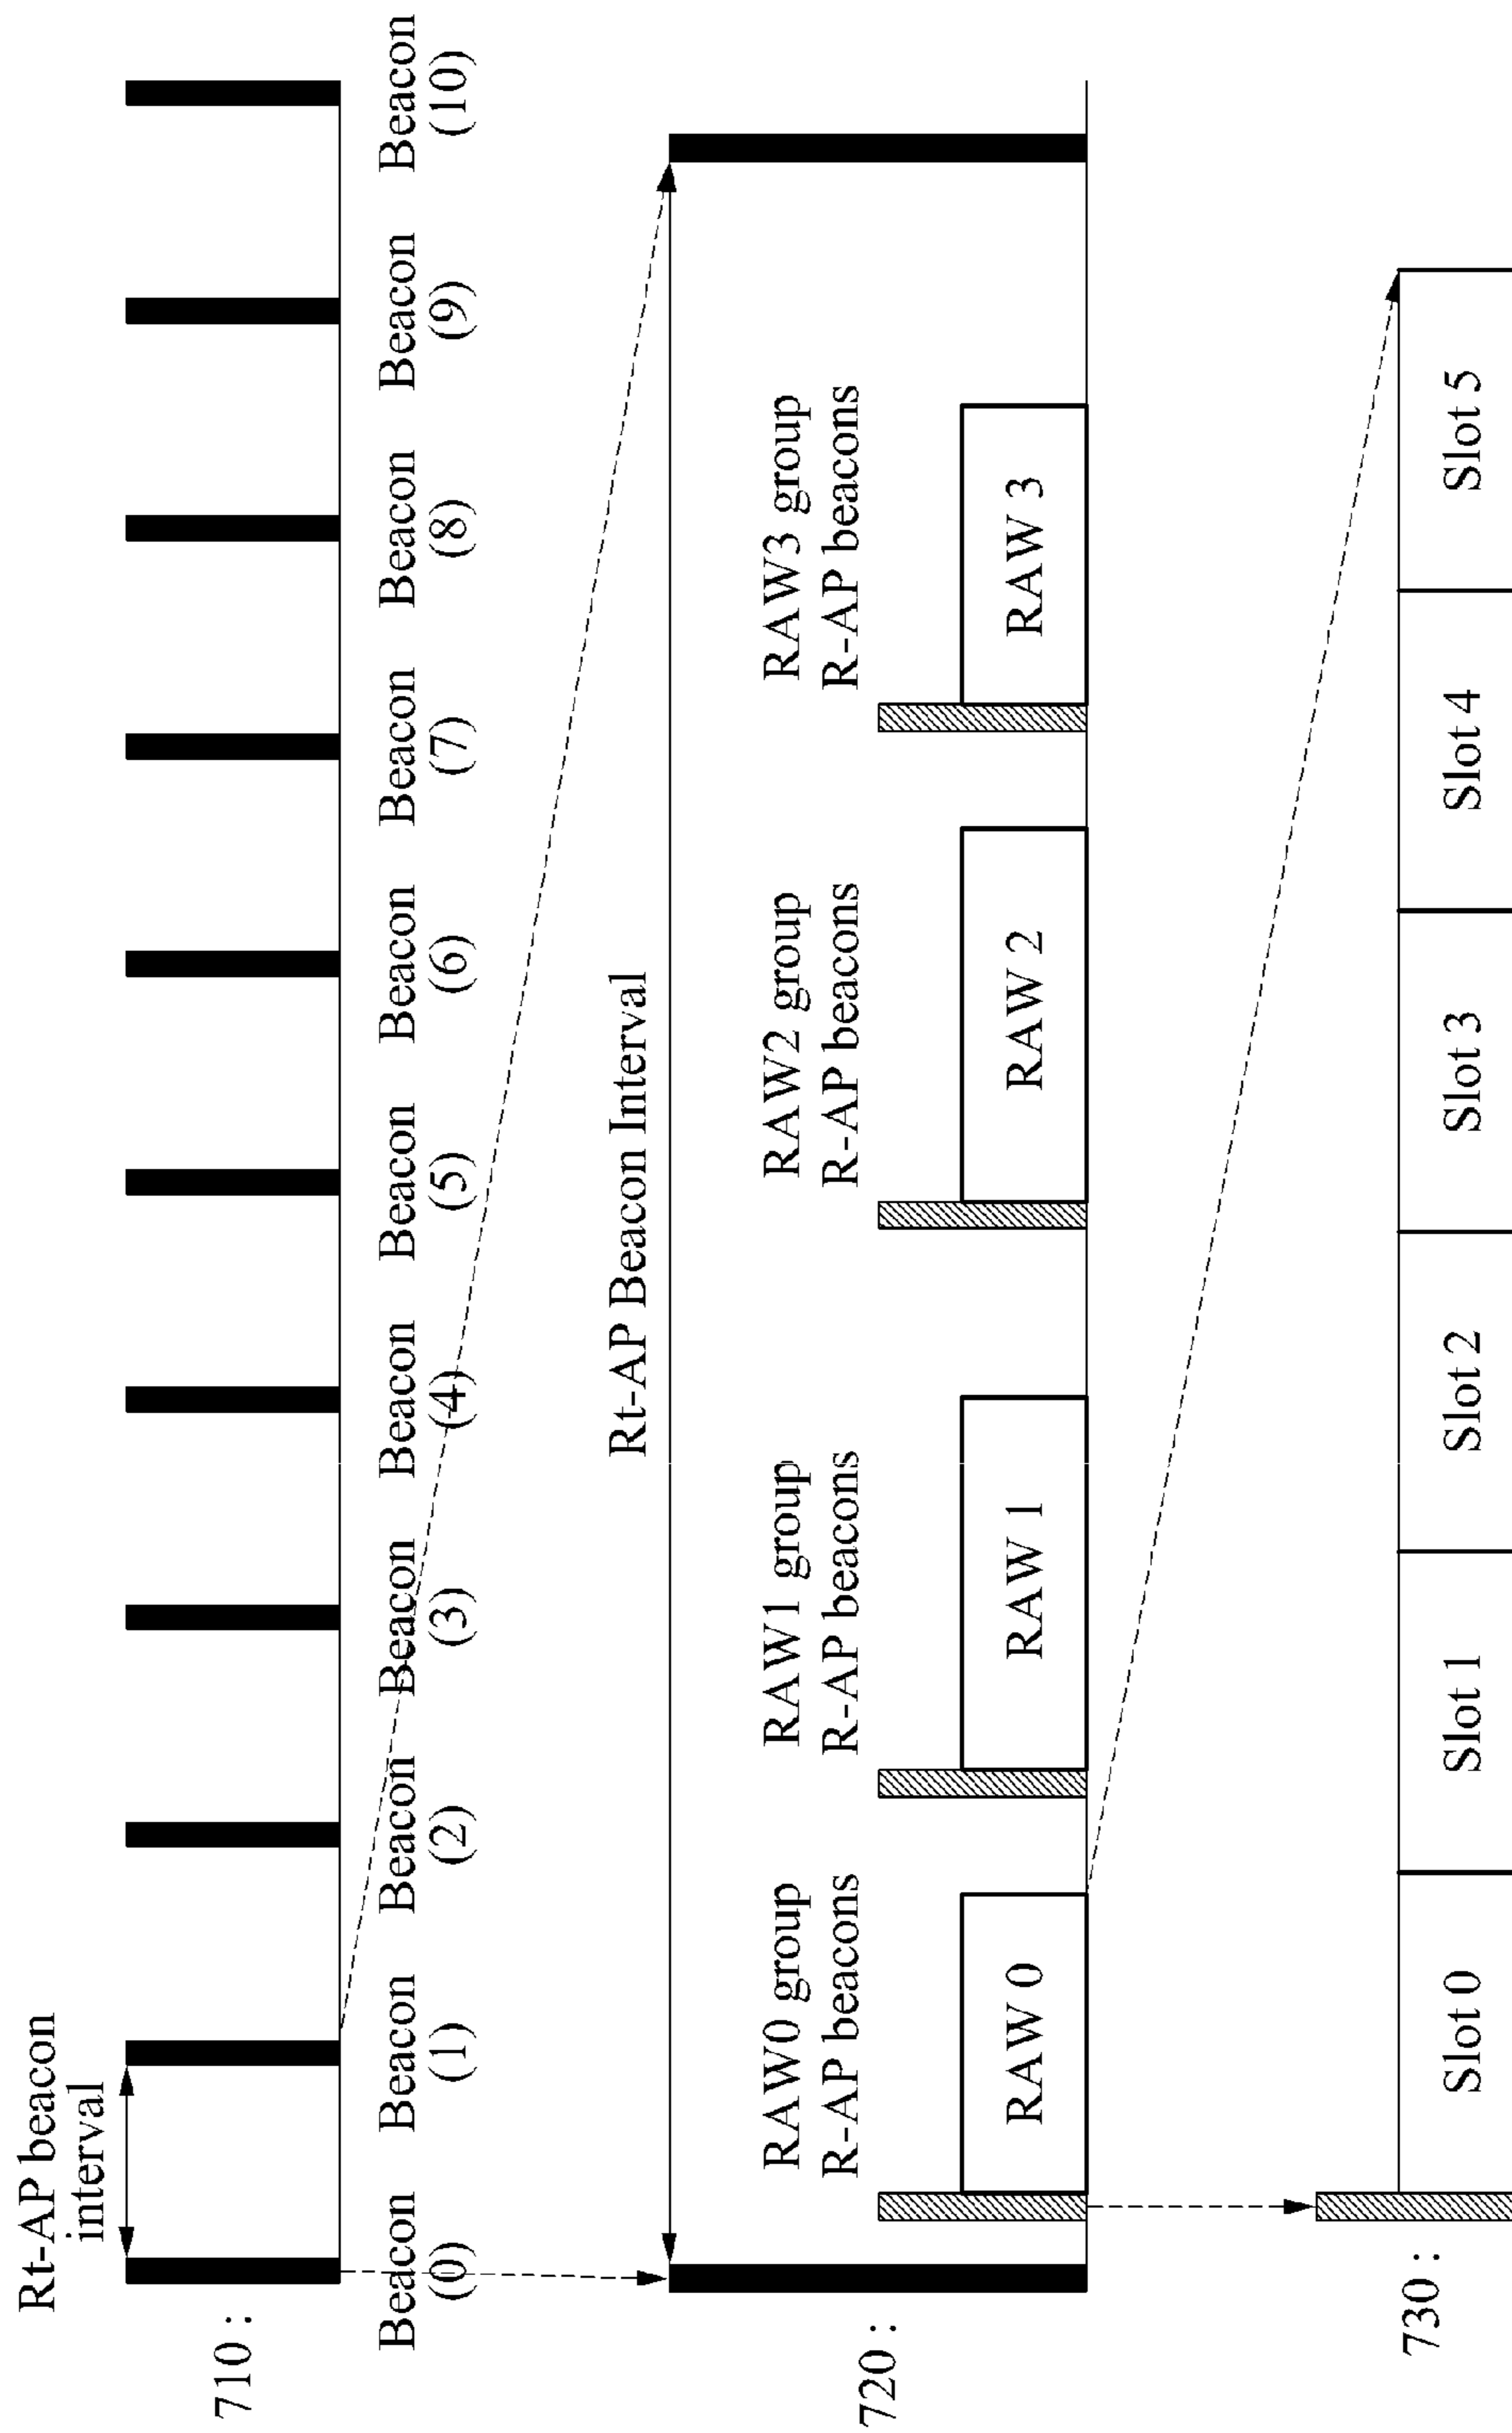 Rt-AP beacon
interval
710 :
Beacon
(0)
Beacon
(1)
Beacon
(2)
Beacon
(3)
Beacon
(4)
Beacon
(5)
Beacon
(6)
Beacon
(7)
Beacon
(8)
Beacon
(9)
Beacon
(10)
Rt-AP Beacon Interval
720 :
RAW0 group
R-AP beacons
RAW1 group
R-AP beacons
RAW2 group
R-AP beacons
RAW3 group
R-AP beacons
RAW 0
RAW 1
RAW 2
RAW 3
730 :
Slot 0
Slot 1
Slot 2
Slot 3
Slot 4
Slot 5